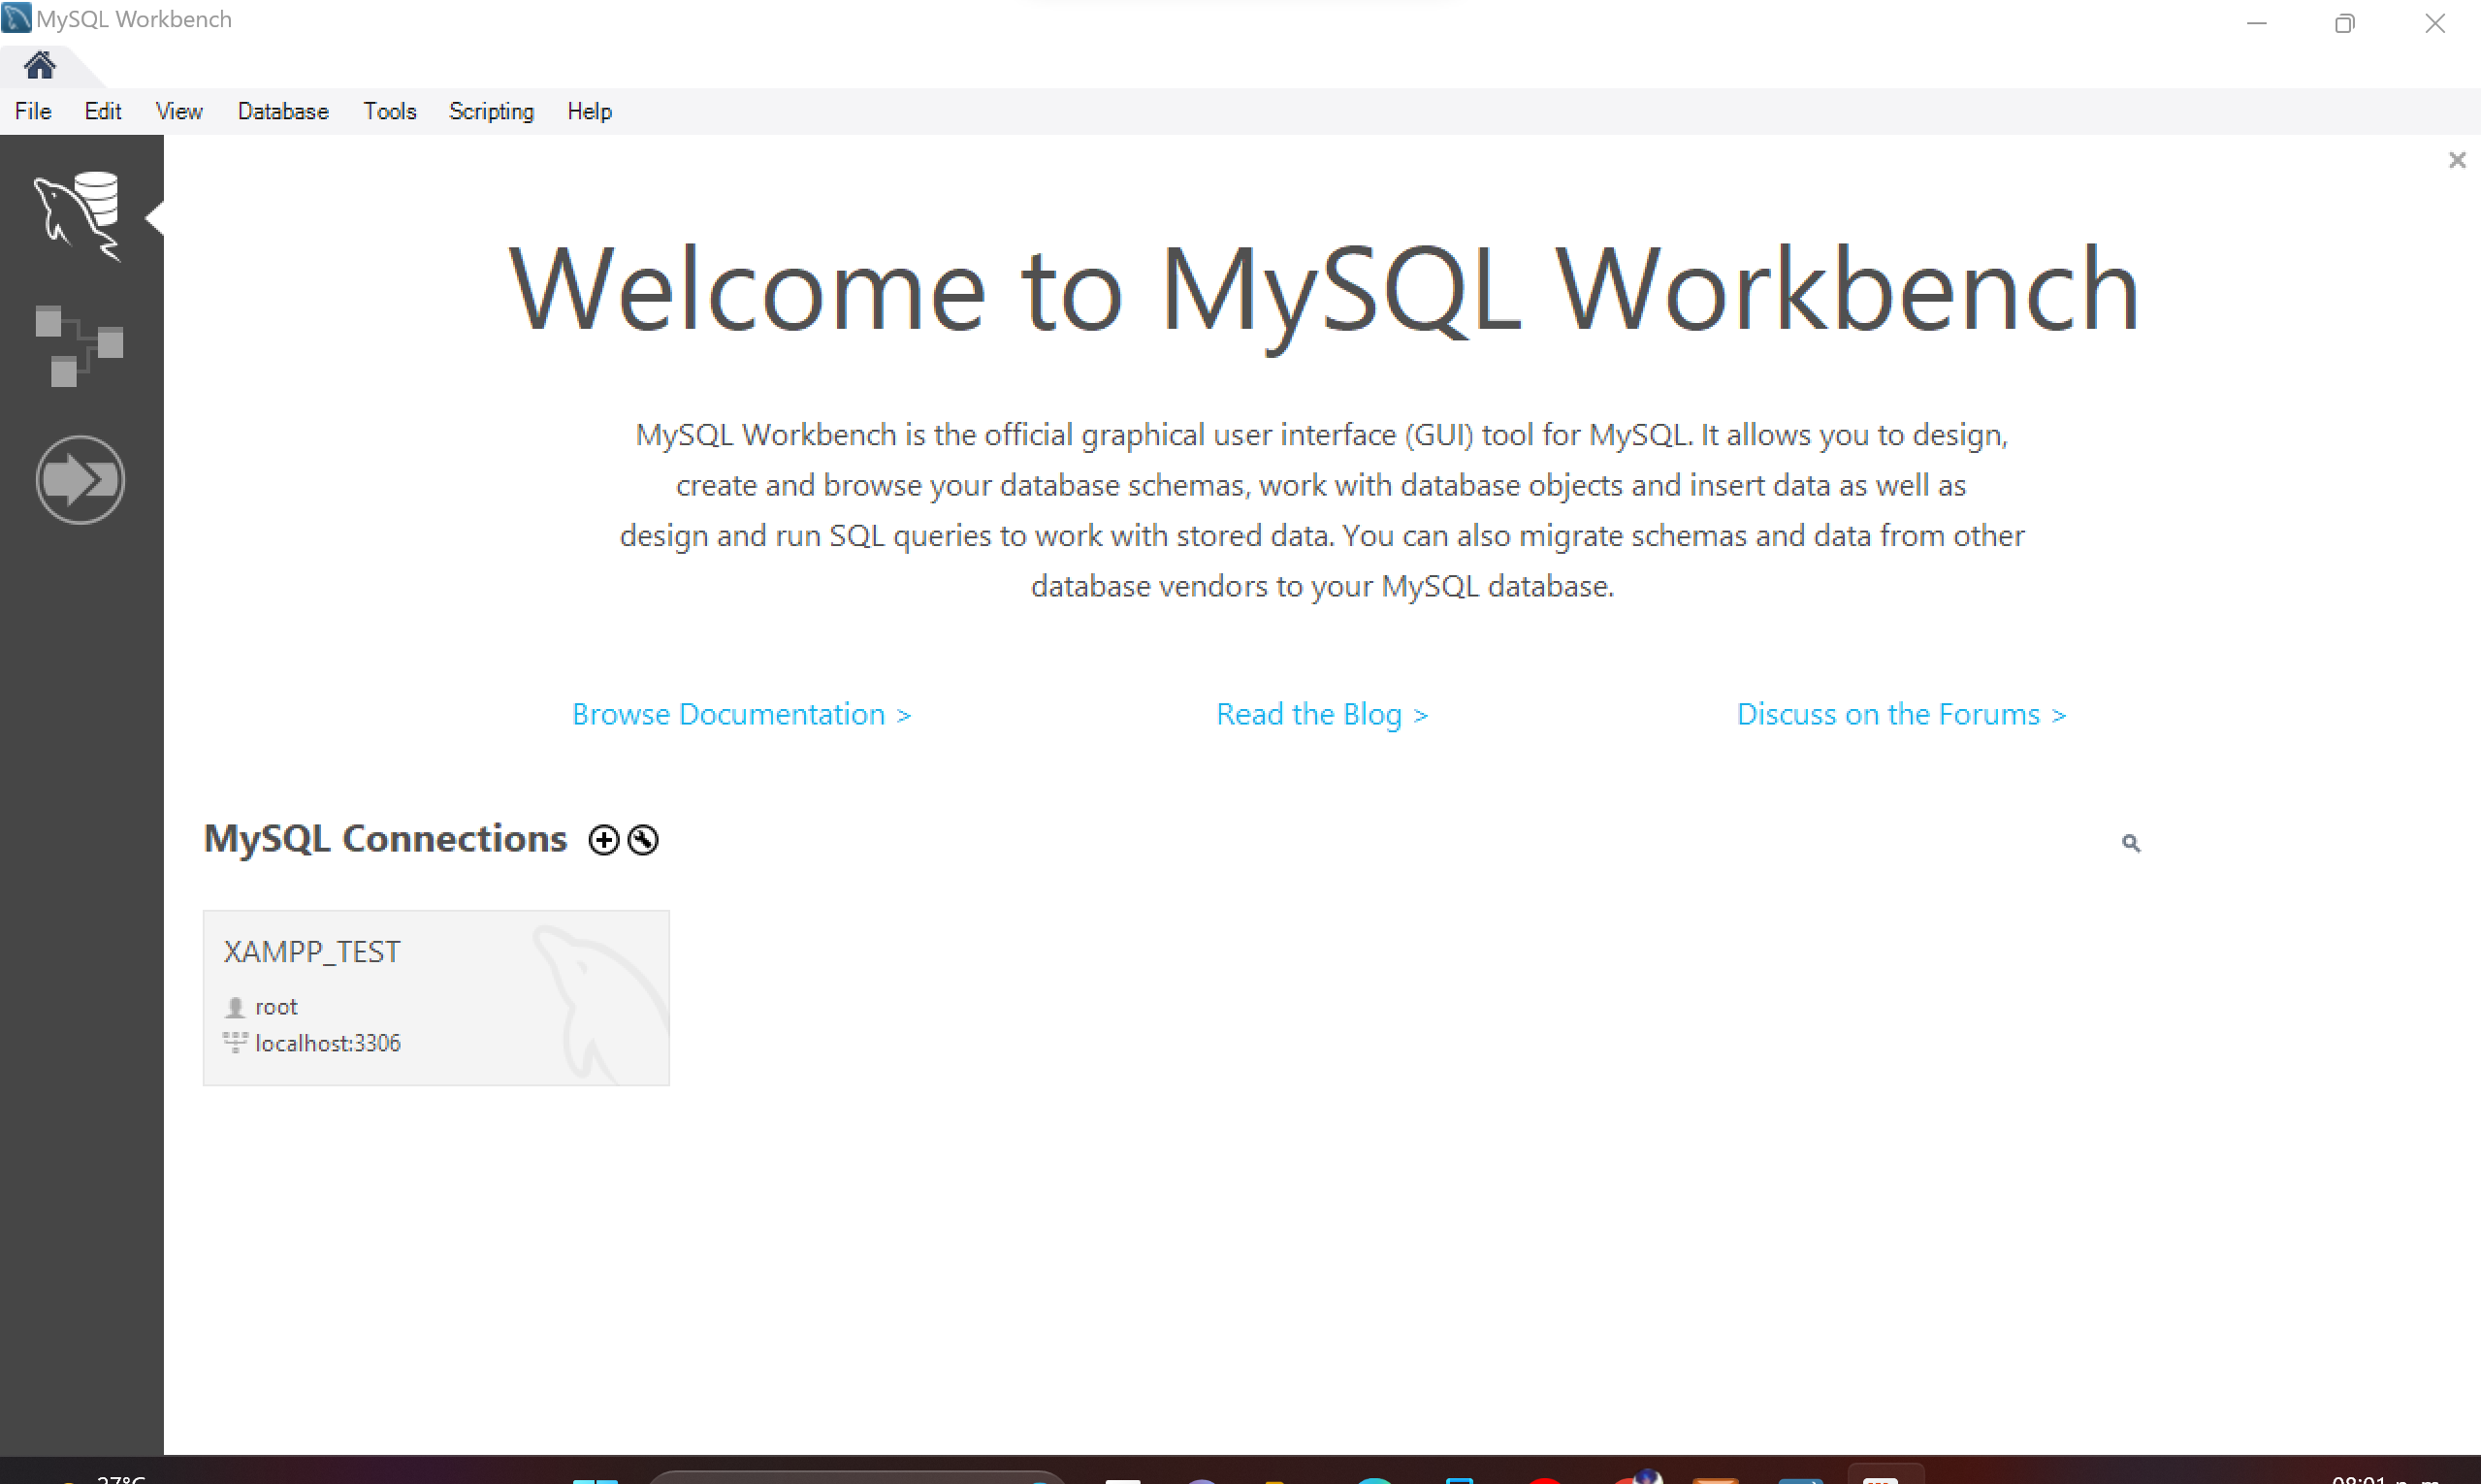 MySQL Workbench
File Edit View Database Tools Scripting Help
Welcome to MySQL Workbench
MySQL Workbench is the official graphical user interface (GUI) tool for MySQL. It allows you to design,
create and browse your database schemas, work with database objects and insert data as well as
design and run SQL queries to work with stored data. You can also migrate schemas and data from other
database vendors to your MySQL database.
Browse Documentation > Read the Blog > Discuss on the Forums >
MySQL Connections
XAMPP_TEST
root
localhost:3306
27°C